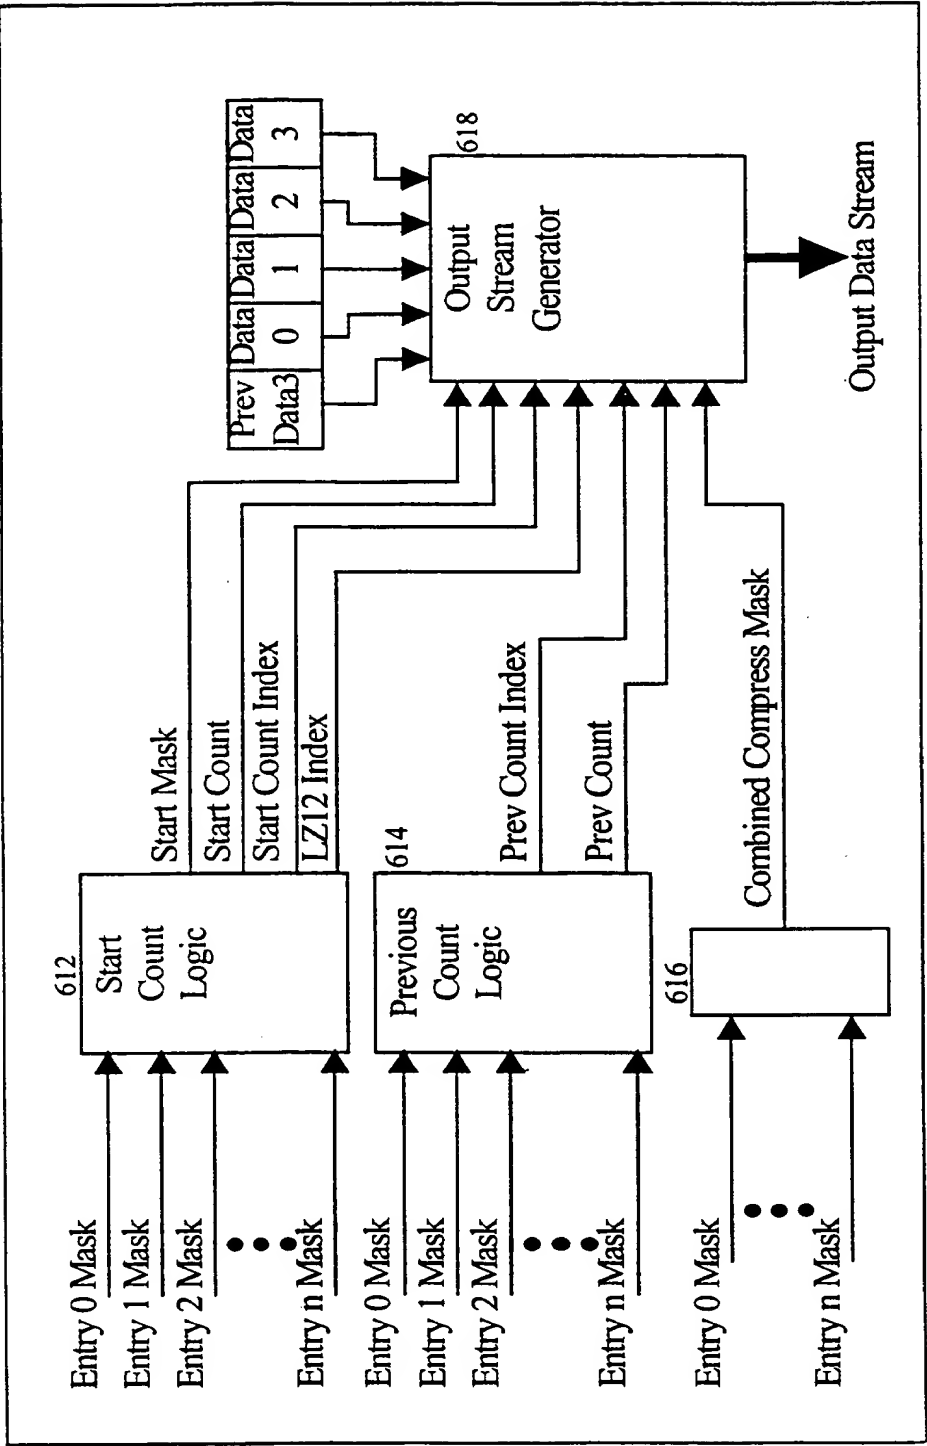 Entry 0 Mask
Entry 1 Mask
Entry 2 Mask
Entry n Mask
612
Start
Count
Logic
Start Mask
Start Count
Start Count Index
LZ12 Index
Entry 0 Mask
Entry 1 Mask
Entry 2 Mask
Entry n Mask
614
Previous
Count
Logic
Prev Count Index
Prev Count
Entry 0 Mask
Entry n Mask
616
Combined Compress Mask
Prev
Data3
Data
0
Data
1
Data
2
Data
3
618
Output
Stream
Generator
Output Data Stream